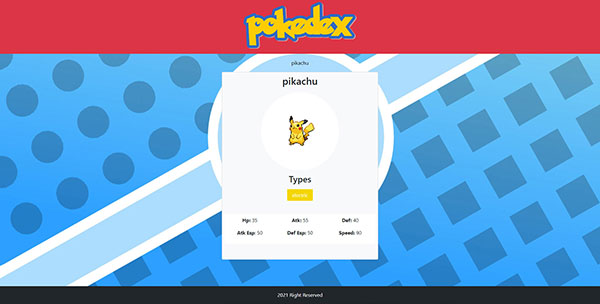 pokedex
pikachu
pikachu
Types
electric
Hp: 35 Atk: 55 Def: 40
Atk Esp: 50 Def Esp: 50 Speed: 90
2021 Right Reserved